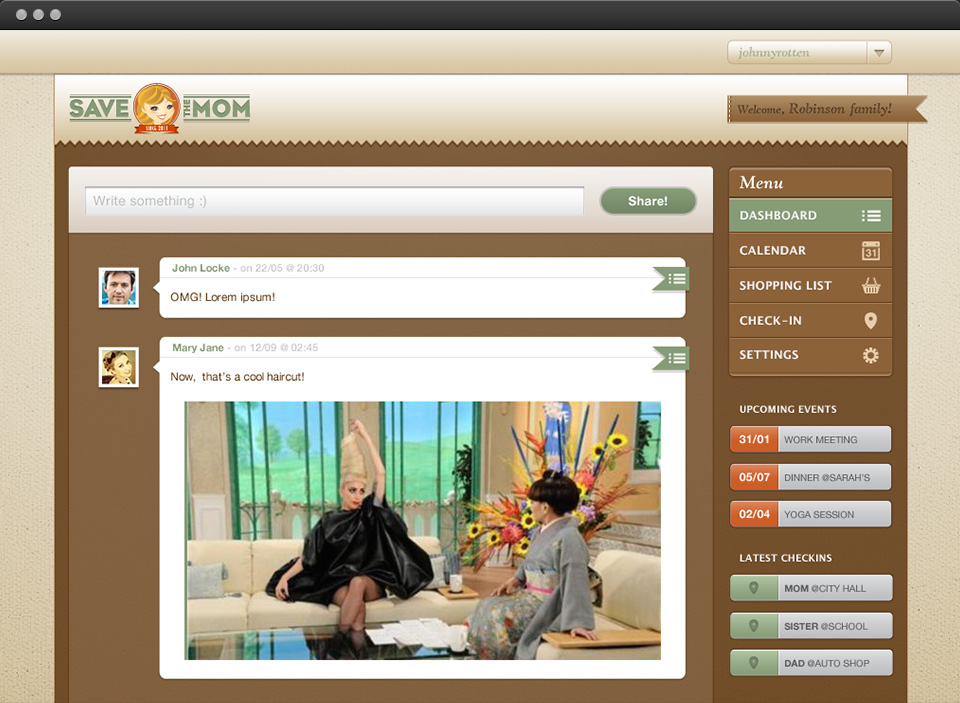 johnnyrotten
SAVE THE MOM
Welcome, Robinson family!
Write something :)
Share!
John Locke - on 22/05 @ 20:30
OMG! Lorem ipsum!
Mary Jane - on 12/09 @ 02:45
Now, that's a cool haircut!
Menu
DASHBOARD
CALENDAR
31
SHOPPING LIST
CHECK-IN
SETTINGS
UPCOMING EVENTS
31/01 WORK MEETING
05/07 DINNER @SARAH'S
02/04 YOGA SESSION
LATEST CHECKINS
MOM @CITY HALL
SISTER @SCHOOL
DAD @AUTO SHOP